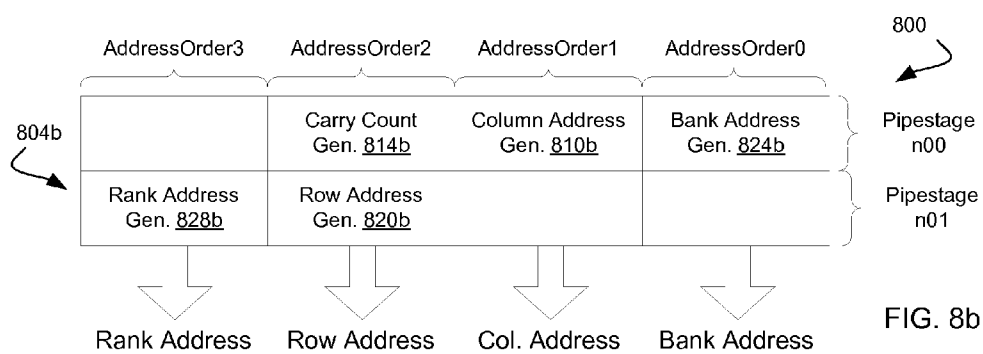 800
AddressOrder3 AddressOrder2 AddressOrder1 AddressOrder0
804b
Carry Count Column Address Bank Address Pipestage
Gen. 814b Gen. 810b Gen. 824b n00
Rank Address Row Address Pipestage
Gen. 828b Gen. 820b n01
Rank Address Row Address Col. Address Bank Address
FIG. 8b